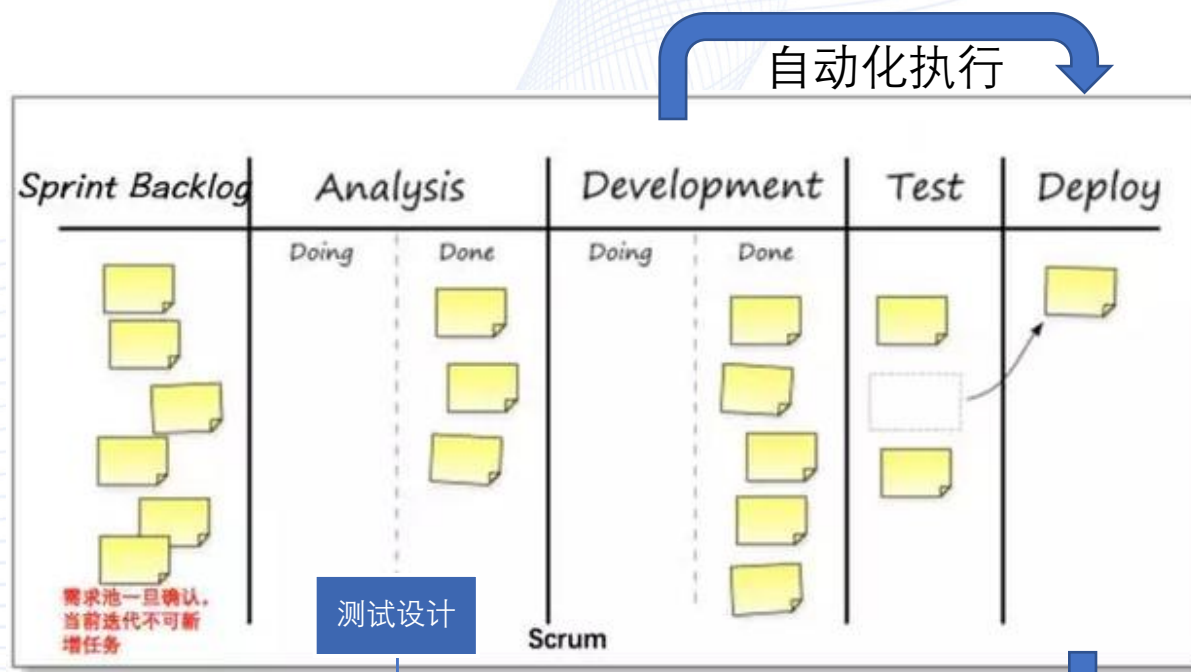 自动化执行
Sprint Backlog
Analysis
Development
Test
Deploy
Doing
Done
Doing
Done
需求池一旦确认，
当前迭代不可新
增任务
测试设计
Scrum